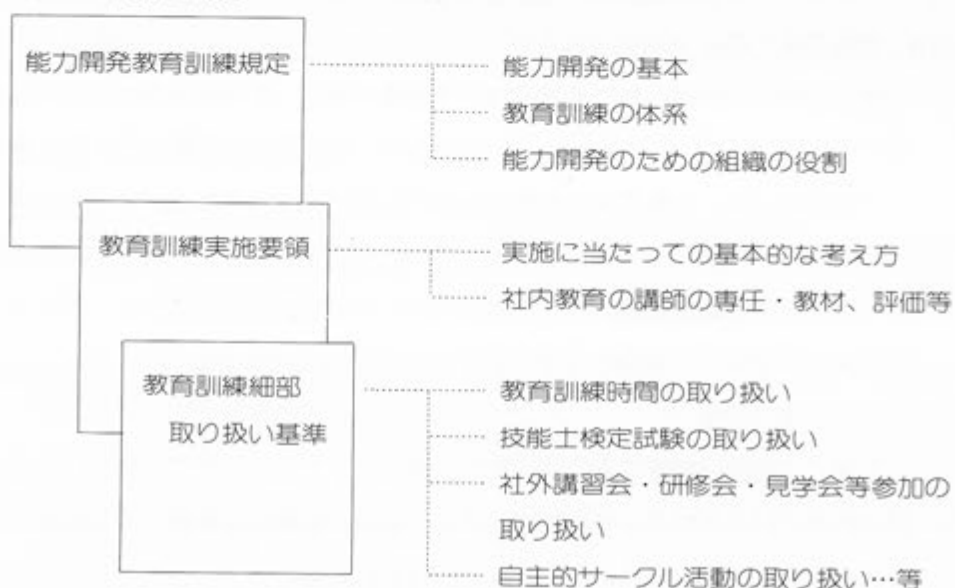 能力開発教育訓練規定
能力開発の基本
教育訓練の体系
能力開発のための組織の役割
教育訓練実施要領
実施に当たっての基本的な考え方
社内教育の講師の専任・教材、評価等
教育訓練細部
取り扱い基準
教育訓練時間の取り扱い
技能士検定試験の取り扱い
社外講習会・研修会・見学会等参加の
取り扱い
自主的サークル活動の取り扱い…等